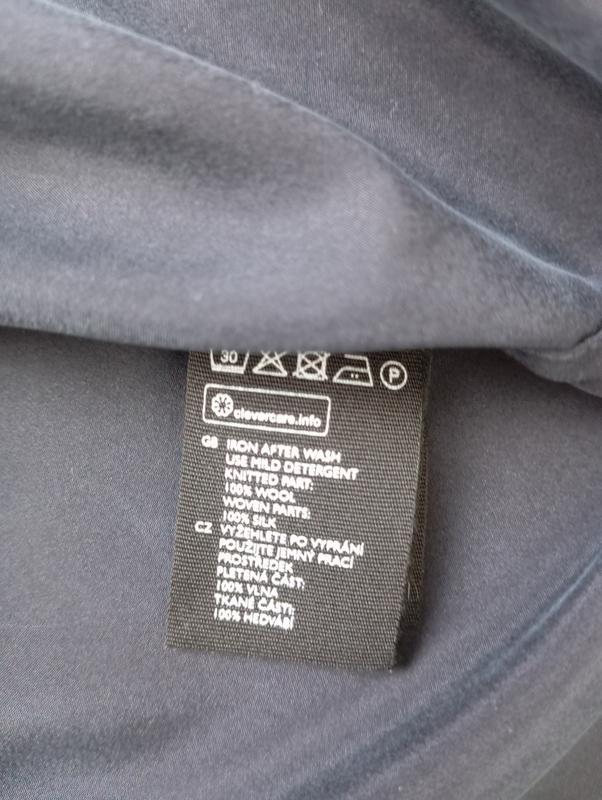 30
P
clevercare.info
GB IRON AFTER WASH
USE MILD DETERGENT
KNITTED PART:
100% WOOL
WOVEN PARTS:
100% SILK
CZ VYŽEHLETE PO VYPRÁNÍ
POUŽIJTE JEMNÝ PRACÍ
PROSTŘEDEK
PLETENÁ ČÁST:
100% VLNA
TKANÉ ČÁSTI:
100% HEDVÁBÍ